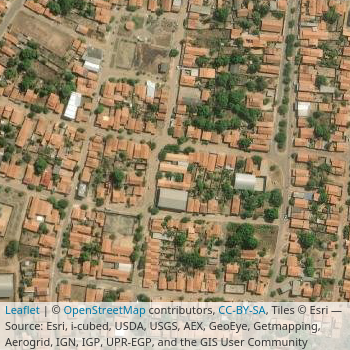 Leaflet | © OpenStreetMap contributors, CC-BY-SA, Tiles © Esri —
Source: Esri, i-cubed, USDA, USGS, AEX, GeoEye, Getmapping,
Aerogrid, IGN, IGP, UPR-EGP, and the GIS User Community